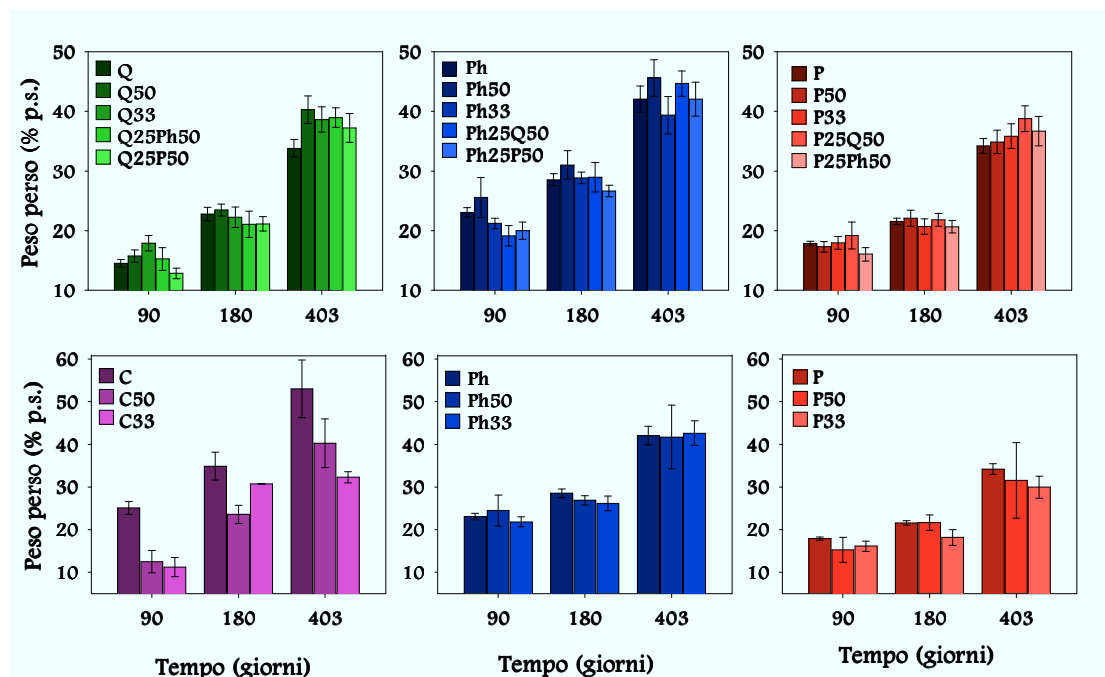 Peso perso (% p.s.)
50
40
30
20
10
Q
Q50
Q33
Q25Ph50
Q25P50
90 180 403
50
40
30
20
10
Ph
Ph50
Ph33
Ph25Q50
Ph25P50
90 180 403
50
40
30
20
10
P
P50
P33
P25Q50
P25Ph50
90 180 403
Peso perso (% p.s.)
60
50
40
30
20
10
C
C50
C33
90 180 403
Tempo (giorni)
60
50
40
30
20
10
Ph
Ph50
Ph33
90 180 403
Tempo (giorni)
60
50
40
30
20
10
P
P50
P33
90 180 403
Tempo (giorni)